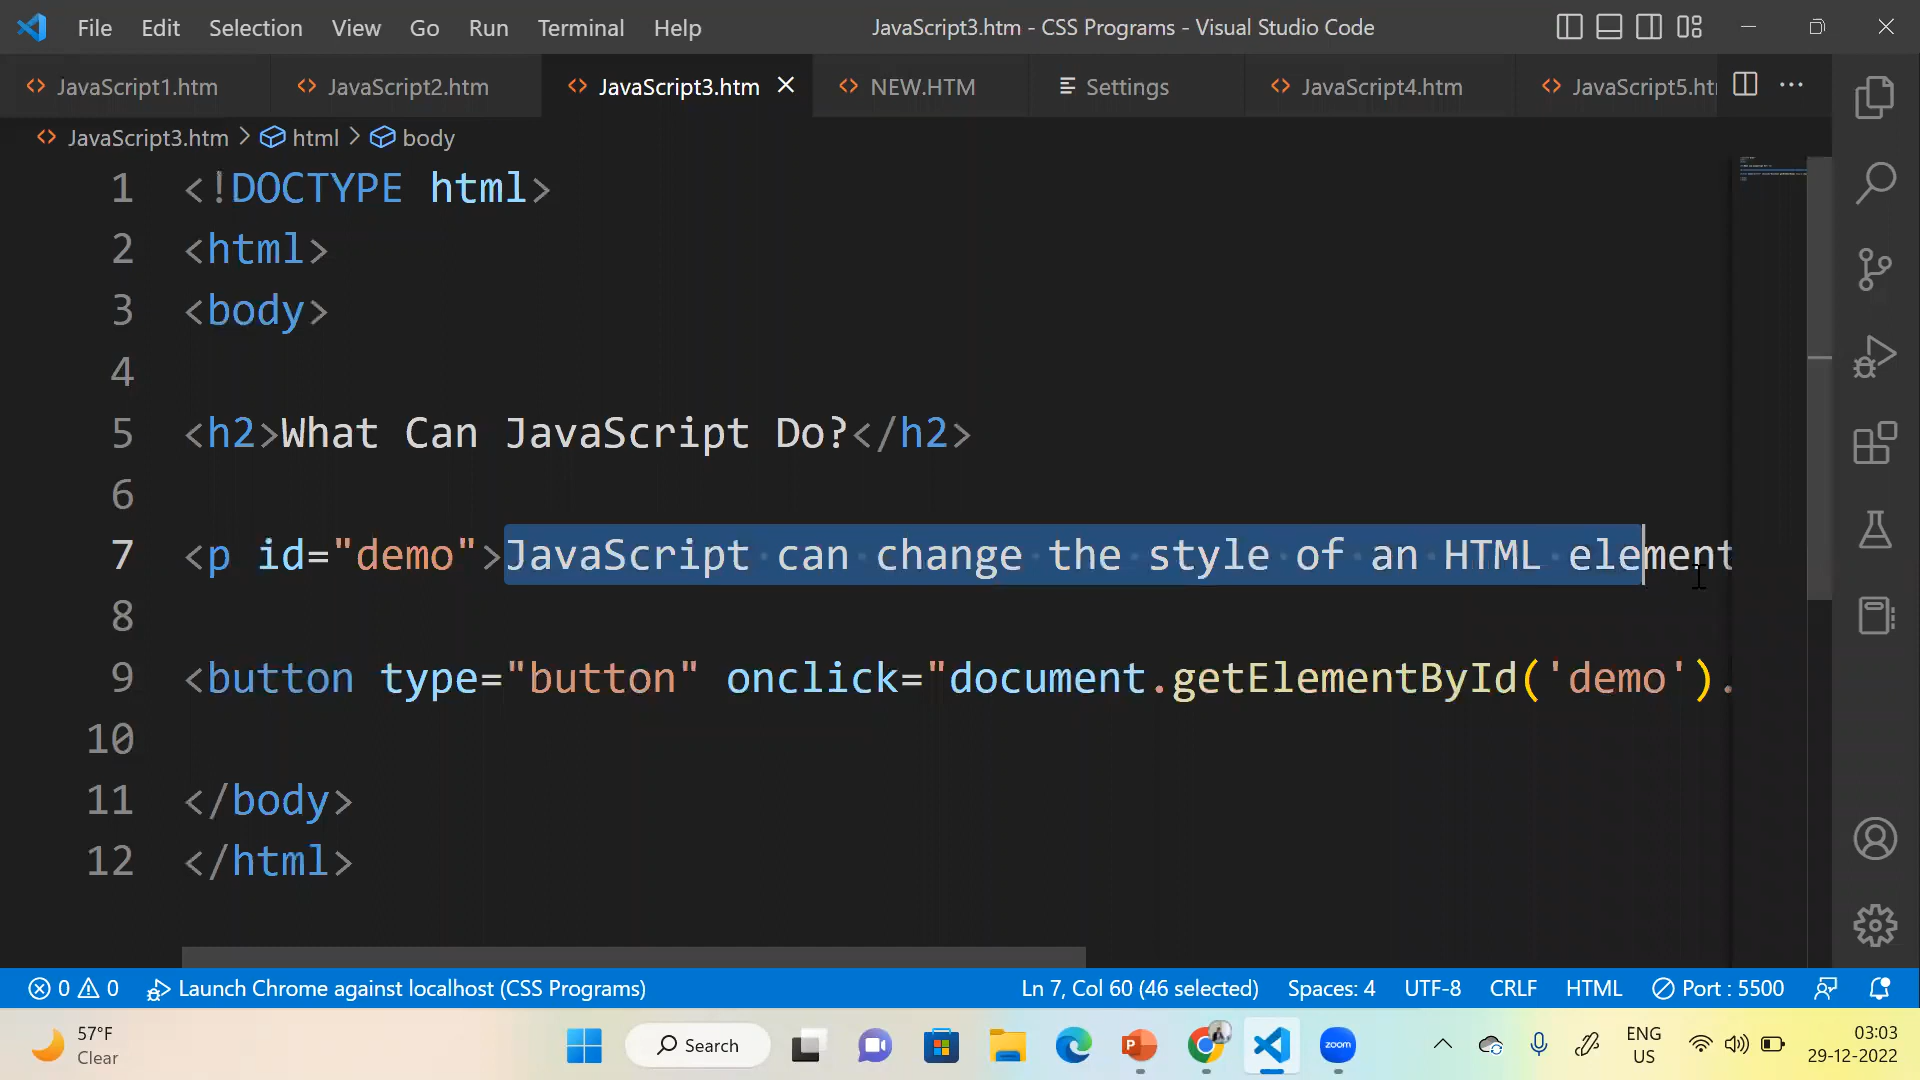 File Edit Selection View Go Run Terminal Help JavaScript3.htm - CSS Programs - Visual Studio Code
JavaScript1.htm JavaScript2.htm JavaScript3.htm NEW.HTM Settings JavaScript4.htm JavaScript5.ht
JavaScript3.htm > html > body
1 <!DOCTYPE html>
2 <html>
3 <body>
4
5 <h2>What Can JavaScript Do?</h2>
6
7 <p id="demo">JavaScript can change the style of an HTML element
8
9 <button type="button" onclick="document.getElementById('demo').
10
11 </body>
12 </html>
0 0 Launch Chrome against localhost (CSS Programs) Ln 7, Col 60 (46 selected) Spaces: 4 UTF-8 CRLF HTML Port : 5500
57°F
Clear
Search
P
zoom
ENG
US
03:03
29-12-2022